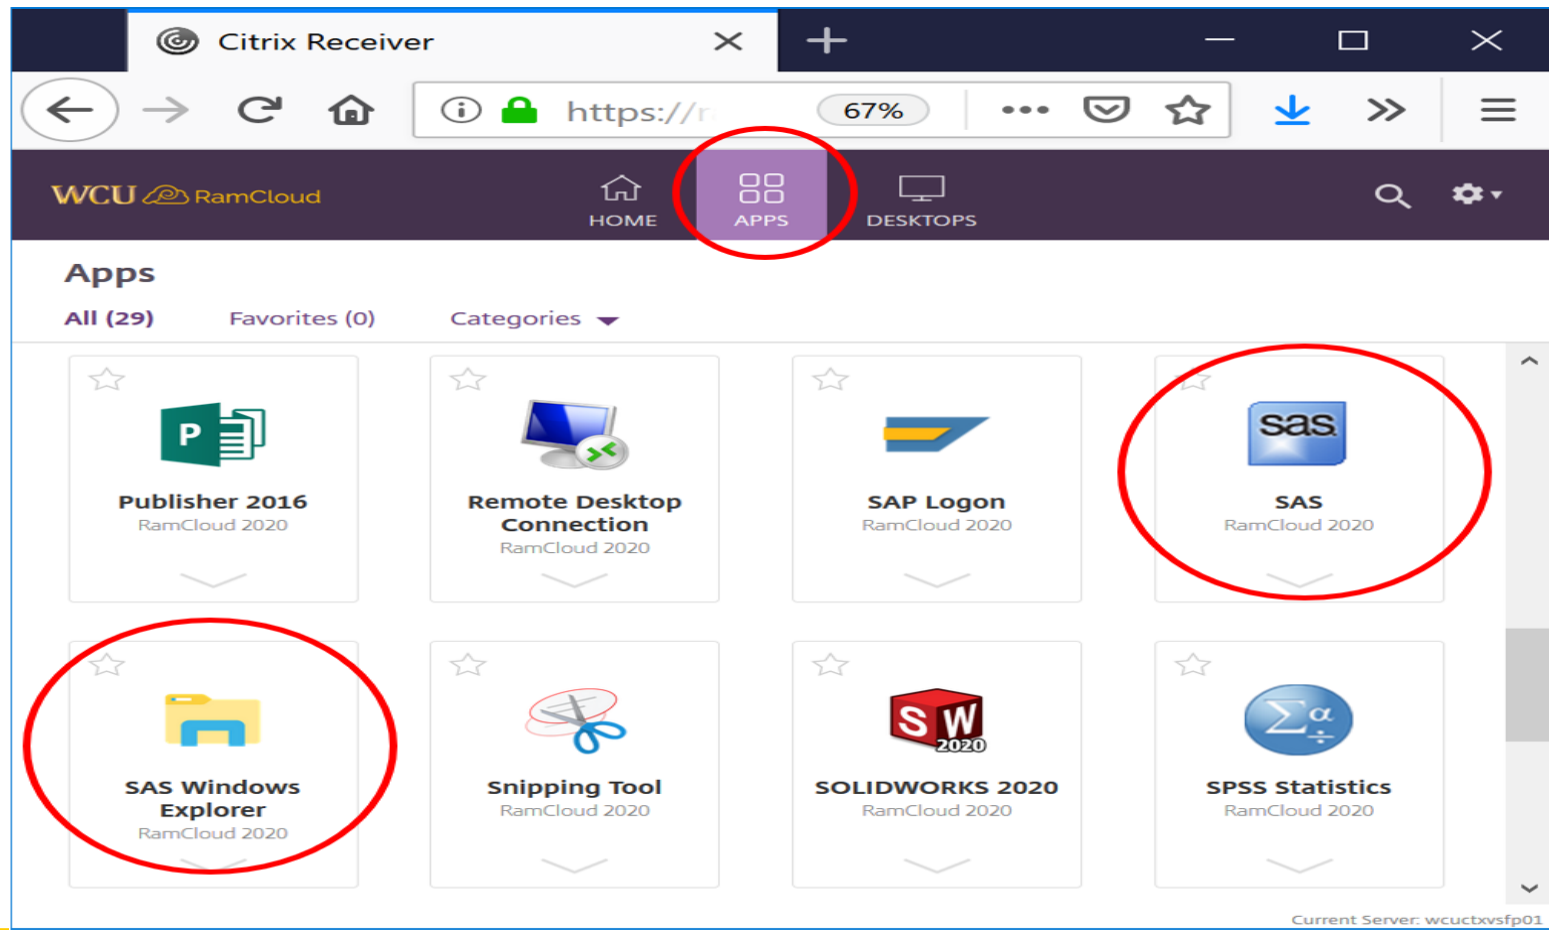 Citrix Receiver
https://r
67%
WCU RamCloud
HOME
APPS
DESKTOPS
Apps
All (29)
Favorites (0)
Categories
P
Publisher 2016
RamCloud 2020
Remote Desktop
Connection
RamCloud 2020
SAP Logon
RamCloud 2020
sas
SAS
RamCloud 2020
SAS Windows
Explorer
RamCloud 2020
Snipping Tool
RamCloud 2020
S W
2020
SOLIDWORKS 2020
RamCloud 2020
Σ α ÷
SPSS Statistics
RamCloud 2020
Current Server: wcuctxvsfp01